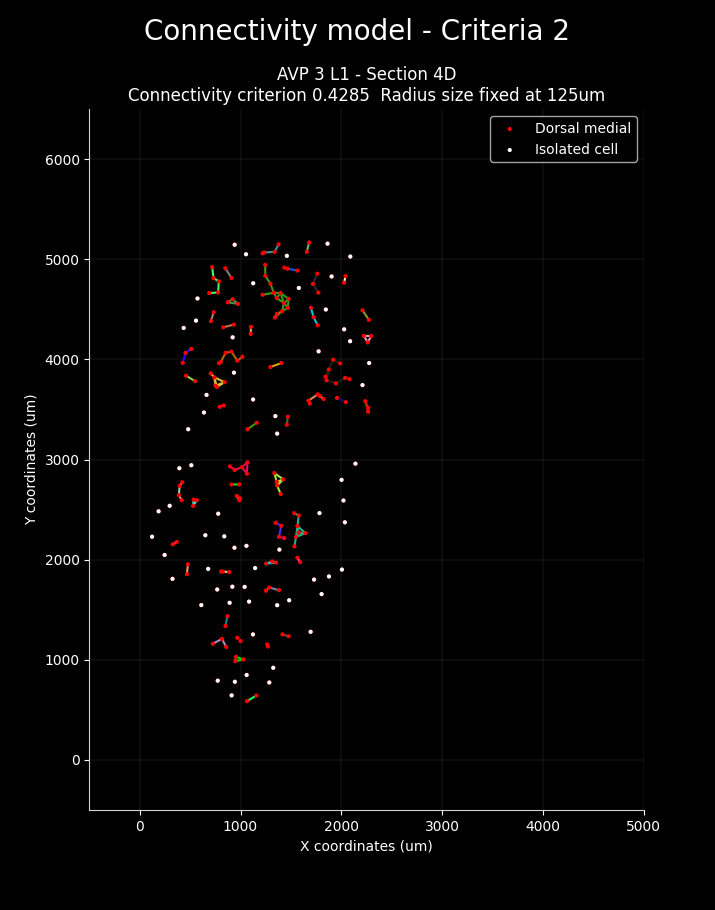 Connectivity model - Criteria 2
AVP 3 L1 - Section 4D
Connectivity criterion 0.4285  Radius size fixed at 125um
Dorsal medial
Isolated cell
6000
5000
4000
3000
2000
1000
0
Y coordinates (um)
0 1000 2000 3000 4000 5000
X coordinates (um)